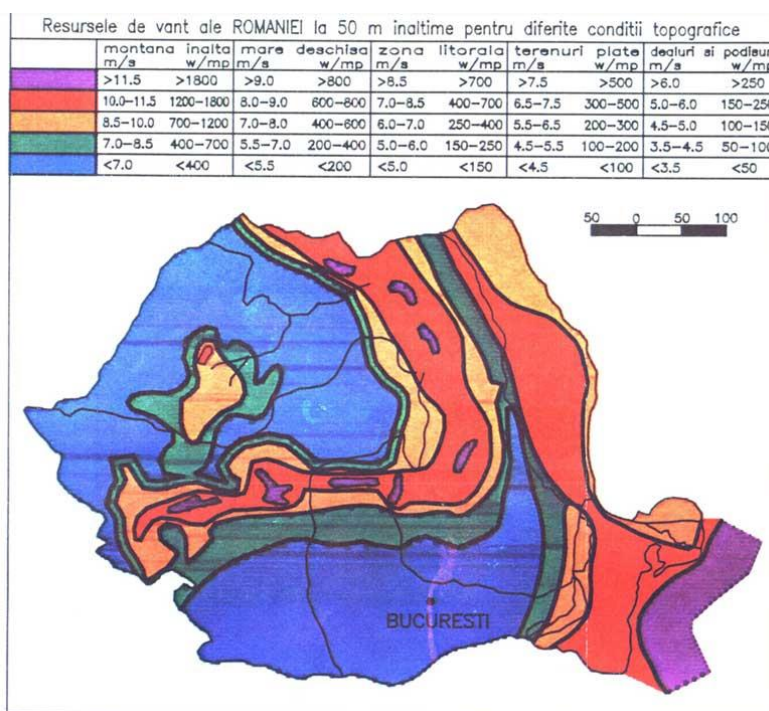 Resursele de vant ale ROMANIEI la 50 m inaltime pentru diferite conditii topografice
montana inalta mare deschisa zona litorala terenuri plate dealuri si podisuri
m/s w/mp m/s w/mp m/s w/mp m/s w/mp m/s w/mp
>11.5 >1800 >9.0 >800 >8.5 >700 >7.5 >500 >6.0 >250
10.0-11.5 1200-1800 8.0-9.0 600-800 7.0-8.5 400-700 6.5-7.5 300-500 5.0-6.0
8.5-10.0 700-1200 7.0-8.0 400-600 6.0-7.0 250-400 5.5-6.5 200-300 4.5-5.0
7.0-8.5 400-700 5.5-7.0 200-400 5.0-6.0 150-250 4.5-5.5 100-200 3.5-4.5
<7.0 <400 <5.5 <200 <5.0 <150 <4.5 <100 <3.5 <50
50 0 50 100
BUCURESTI